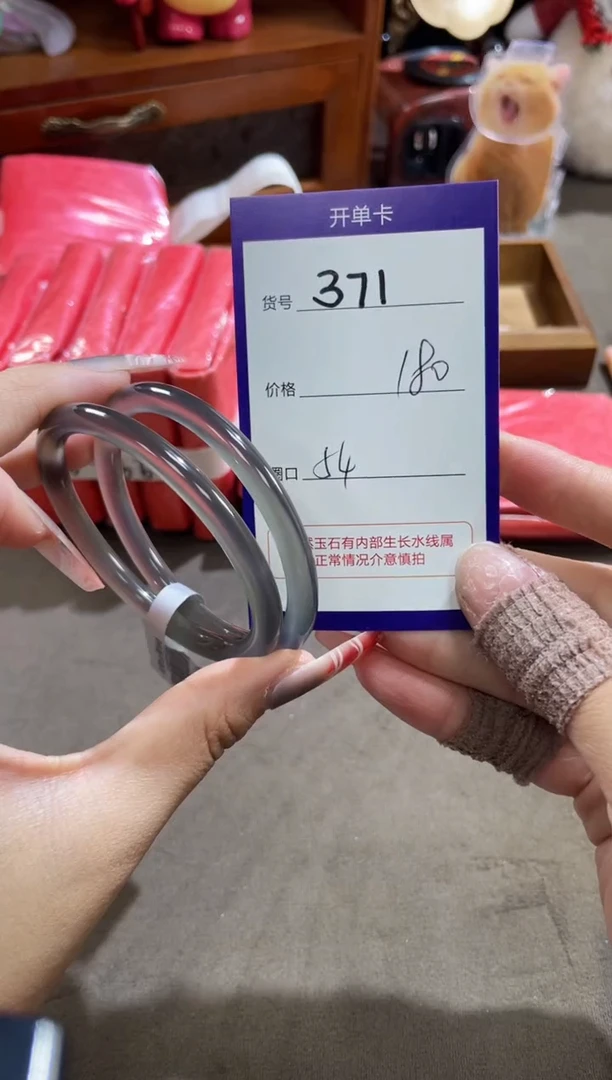 开单卡
货号 371
价格 180
圈口 54
玉石有内部生长水线属
正常情况介意慎拍